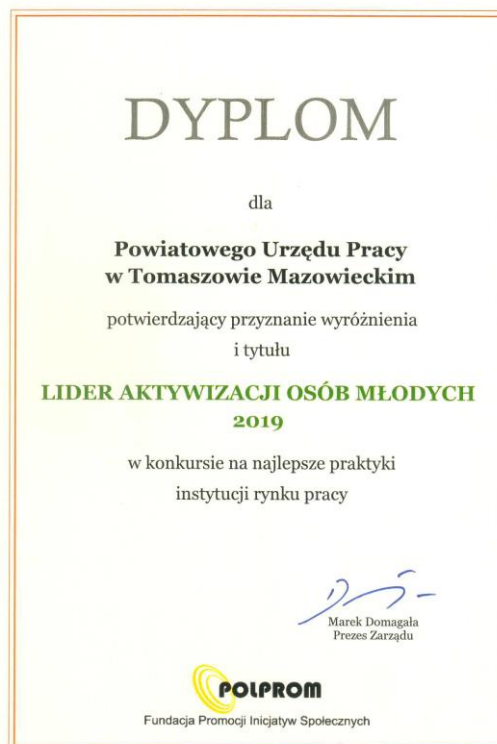 DYPLOM
dla
Powiatowego Urzędu Pracy
w Tomaszowie Mazowieckim
potwierdzający przyznanie wyróżnienia
i tytułu
LIDER AKTYWIZACJI OSÓB MŁODYCH
2019
w konkursie na najlepsze praktyki
instytucji rynku pracy
Marek Domagała
Prezes Zarządu
POLPROM
Fundacja Promocji Inicjatyw Społecznych